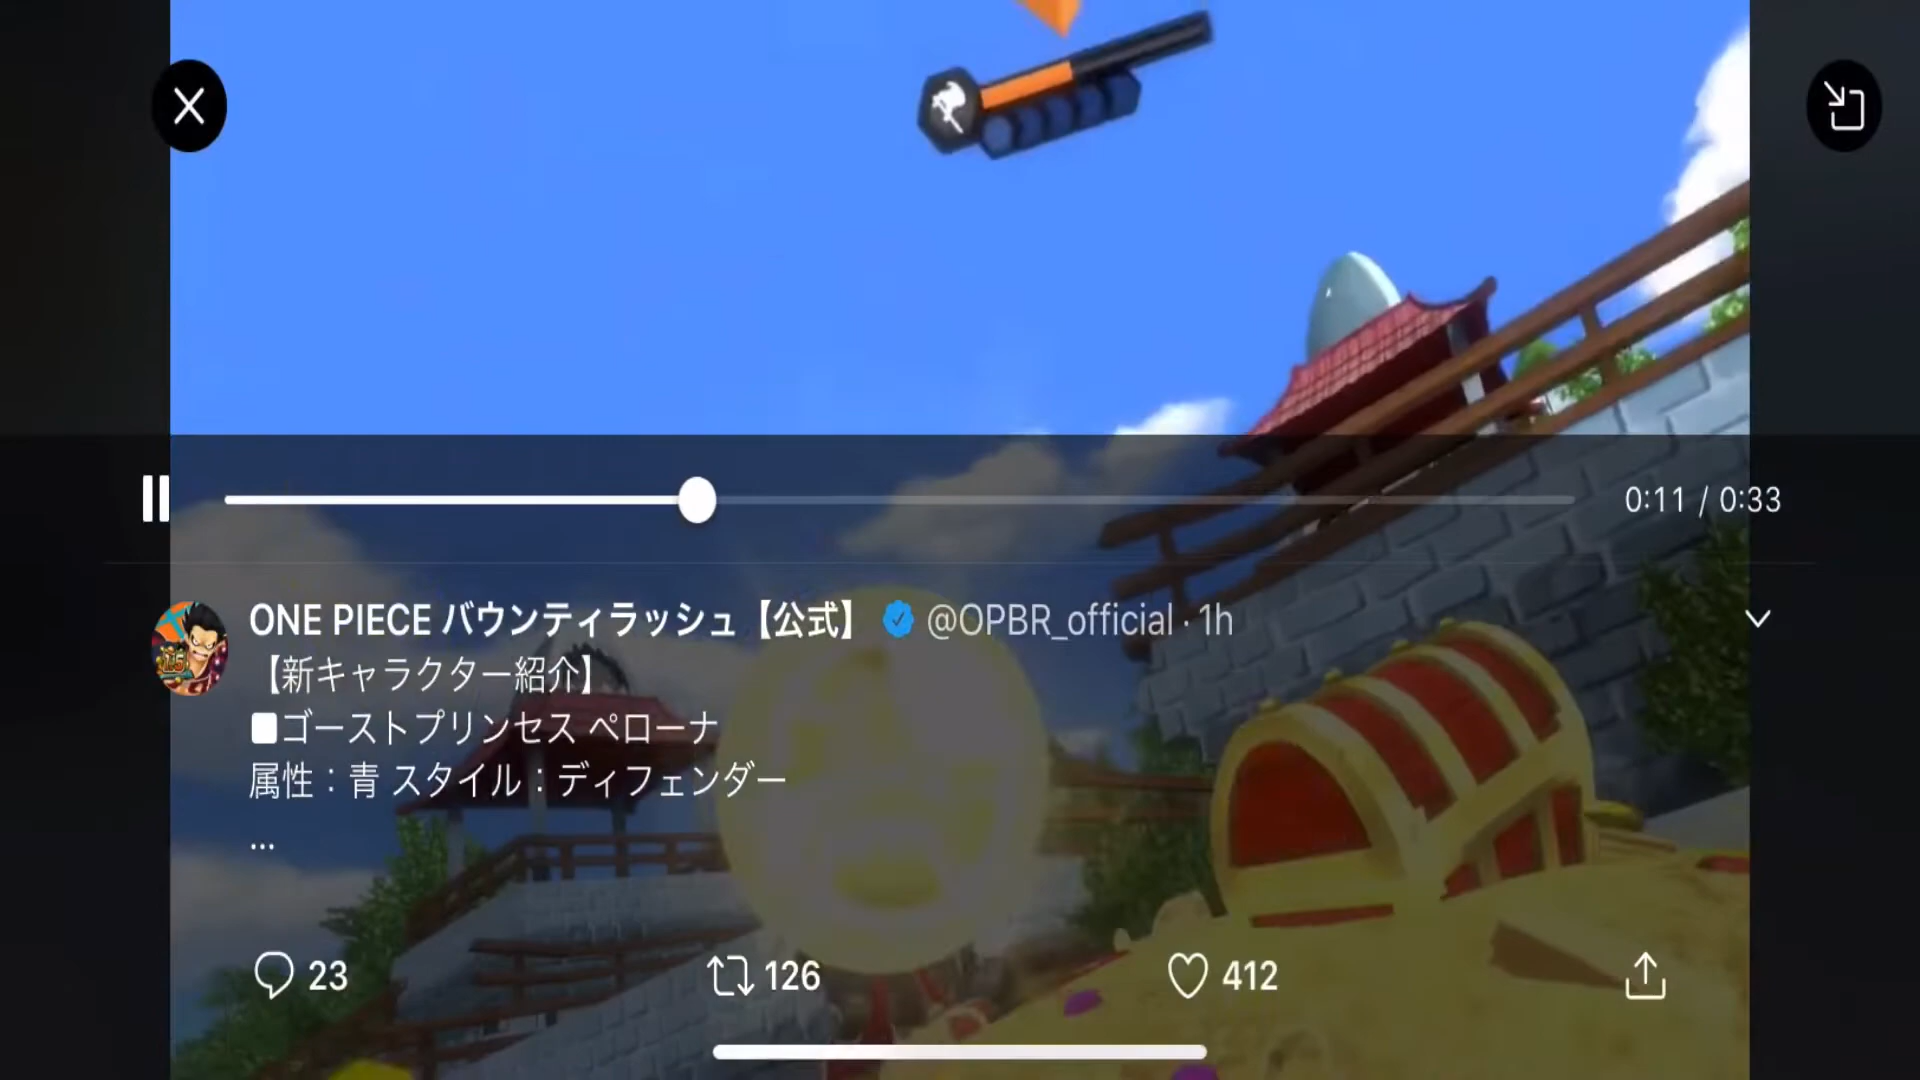 0:11 / 0:33
ONE PIECE バウンティラッシュ【公式】 @OPBR_official · 1h
【新キャラクター紹介】
■ゴーストプリンセス ペローナ
属性：青 スタイル：ディフェンダー
...
23 126 412